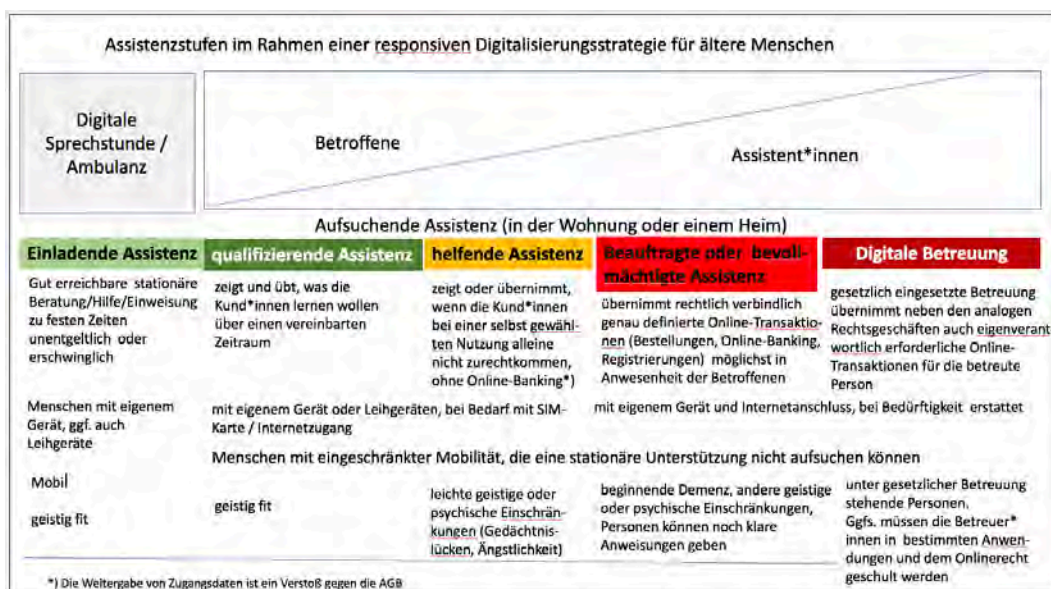 Assistenzstufen im Rahmen einer responsiven Digitalisierungsstrategie für ältere Menschen
Digitale
Sprechstunde /
Ambulanz
Betroffene
Assistent*innen
Aufsuchende Assistenz (in der Wohnung oder einem Heim)
Einladende Assistenz
Gut erreichbare stationäre
Beratung/Hilfe/Einweisung
zu festen Zeiten
unentgeltlich oder
erschwinglich
qualifizierende Assistenz
zeigt und übt, was die
Kund*innen lernen wollen
über einen vereinbarten
Zeitraum
helfende Assistenz
zeigt oder übernimmt,
wenn die Kund*innen
bei einer selbst gewähl-
ten Nutzung alleine
nicht zurechtkommen,
ohne Online-Banking*)
Beauftragte oder bevoll-
mächtigte Assistenz
übernimmt rechtlich verbindlich
genau definierte Online-Transaktio-
nen (Bestellungen, Online-Banking,
Registrierungen) möglichst in
Anwesenheit der Betroffenen
Digitale Betreuung
gesetzlich eingesetzte Betreuung
übernimmt neben den analogen
Rechtsgeschäften auch eigenverant
wortlich erforderliche Online-
Transaktionen für die betreute
Person
Menschen mit eigenem
Gerät, ggf. auch
Leihgeräte
mit eigenem Gerät oder Leihgeräten, bei Bedarf mit SIM-
Karte / Internetzugang
mit eigenem Gerät und Internetanschluss, bei Bedürftigkeit erstattet
Menschen mit eingeschränkter Mobilität, die eine stationäre Unterstützung nicht aufsuchen können
Mobil
geistig fit
geistig fit
leichte geistige oder
psychische Einschrän-
kungen (Gedächtnis-
lücken, Ängstlichkeit)
beginnende Demenz, andere geistige
oder psychische Einschränkungen,
Personen können noch klare
Anweisungen geben
unter gesetzlicher Betreuung
stehende Personen,
Ggfs. müssen die Betreuer*
innen in bestimmten Anwen-
dungen und dem Onlinerecht
geschult werden
*) Die Weitergabe von Zugangsdaten ist ein Verstoß gegen die AGB